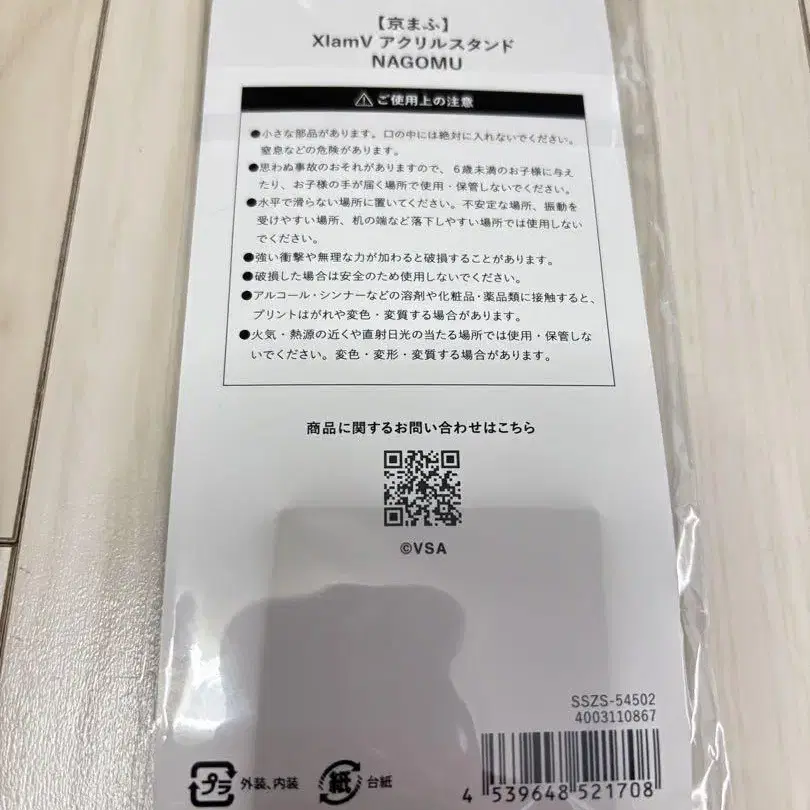 【京まふ】
XlamV アクリルスタンド
NAGOMU
⚠ご使用上の注意
●小さな部品があります。口の中には絶対に入れないでください。
窒息などの危険があります。
●思わぬ事故のおそれがありますので、6歳未満のお子様に与え
たり、お子様の手が届く場所で使用・保管しないでください。
●水平で滑らない場所に置いてください。不安定な場所、振動を
受けやすい場所、机の端など落下しやすい場所では使用しない
でください。
●強い衝撃や無理な力が加わると破損することがあります。
●破損した場合は安全のため使用しないでください。
●アルコール・シンナーなどの溶剤や化粧品・薬品類に接触すると、
プリントはがれや変色・変質する場合があります。
●火気・熱源の近くや直射日光の当たる場所では使用・保管しな
いでください。変色・変形・変質する場合があります。
商品に関するお問い合わせはこちら
©VSA
SSZS-54502
4003110867
プラ 外装、内装 紙 台紙
4 539648 521708